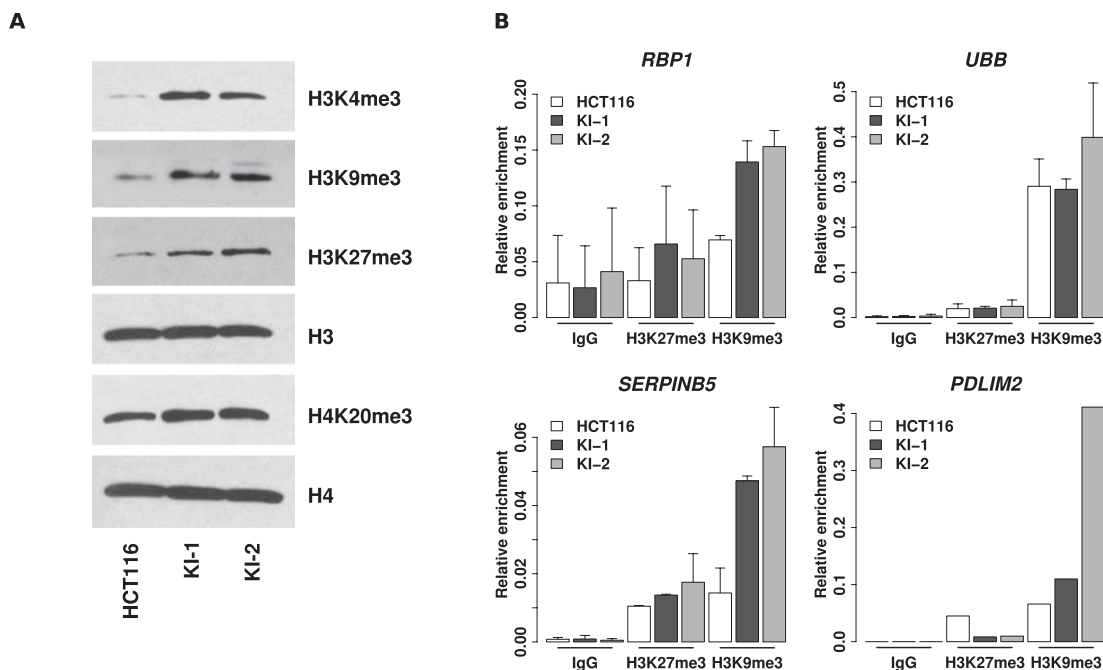 A
H3K4me3
H3K9me3
H3K27me3
H3
H4K20me3
H4
HCT116
KI-1
KI-2
B
RBP1
Relative enrichment
0.00
0.05
0.10
0.15
0.20
HCT116
KI−1
KI−2
IgG
H3K27me3
H3K9me3
UBB
Relative enrichment
0.0
0.1
0.2
0.3
0.4
0.5
HCT116
KI−1
KI−2
IgG
H3K27me3
H3K9me3
SERPINB5
Relative enrichment
0.00
0.02
0.04
0.06
HCT116
KI−1
KI−2
IgG
H3K27me3
H3K9me3
PDLIM2
Relative enrichment
0.0
0.1
0.2
0.3
0.4
HCT116
KI−1
KI−2
IgG
H3K27me3
H3K9me3